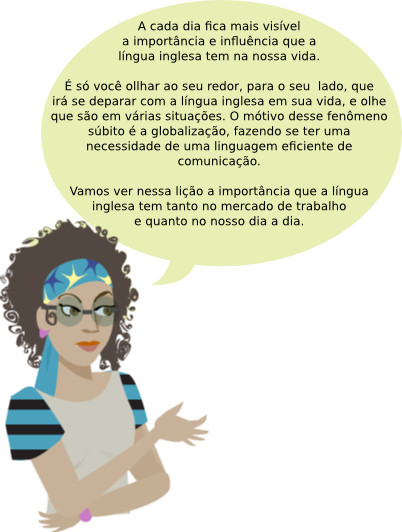 A cada dia fica mais visível
a importância e influência que a
língua inglesa tem na nossa vida.
É só você ollhar ao seu redor, para o seu lado, que
irá se deparar com a língua inglesa em sua vida, e olhe
que são em várias situações. O mótivo desse fenômeno
súbito é a globalização, fazendo se ter uma
necessidade de uma linguagem eficiente de
comunicação.
Vamos ver nessa lição a importância que a língua
inglesa tem tanto no mercado de trabalho
e quanto no nosso dia a dia.